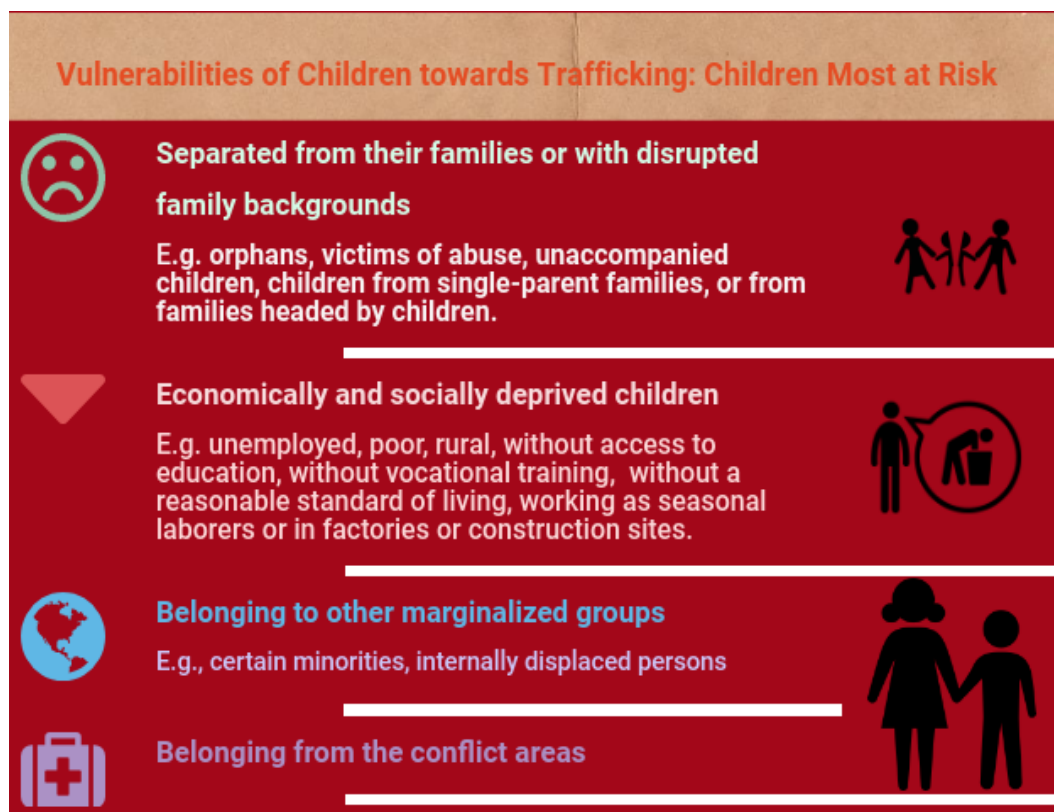 Vulnerabilities of Children towards Trafficking: Children Most at Risk
Separated from their families or with disrupted
family backgrounds
E.g. orphans, victims of abuse, unaccompanied
children, children from single-parent families, or from
families headed by children.
Economically and socially deprived children
E.g. unemployed, poor, rural, without access to
education, without vocational training,  without a
reasonable standard of living, working as seasonal
laborers or in factories or construction sites.
Belonging to other marginalized groups
E.g., certain minorities, internally displaced persons
Belonging from the conflict areas